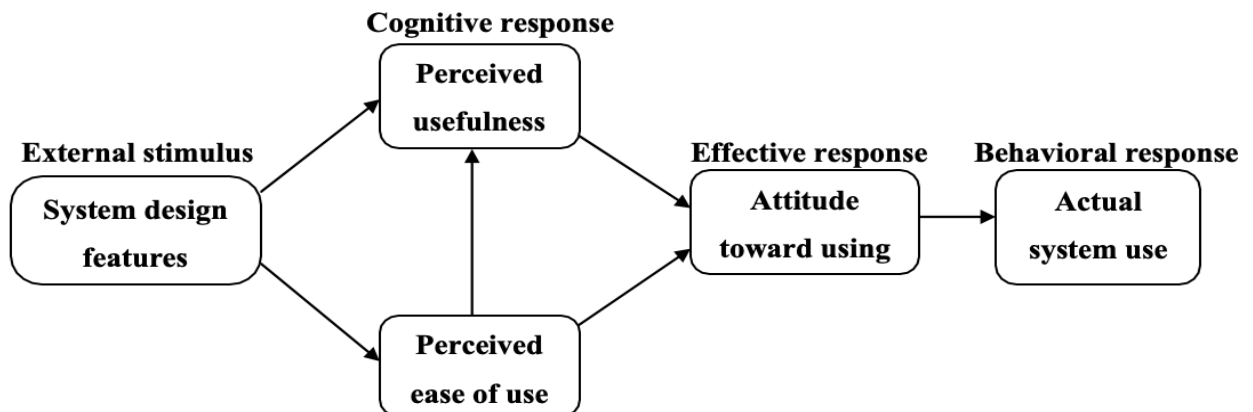 Cognitive response
Perceived
usefulness
External stimulus
System design
features
Perceived
ease of use
Effective response
Attitude
toward using
Behavioral response
Actual
system use